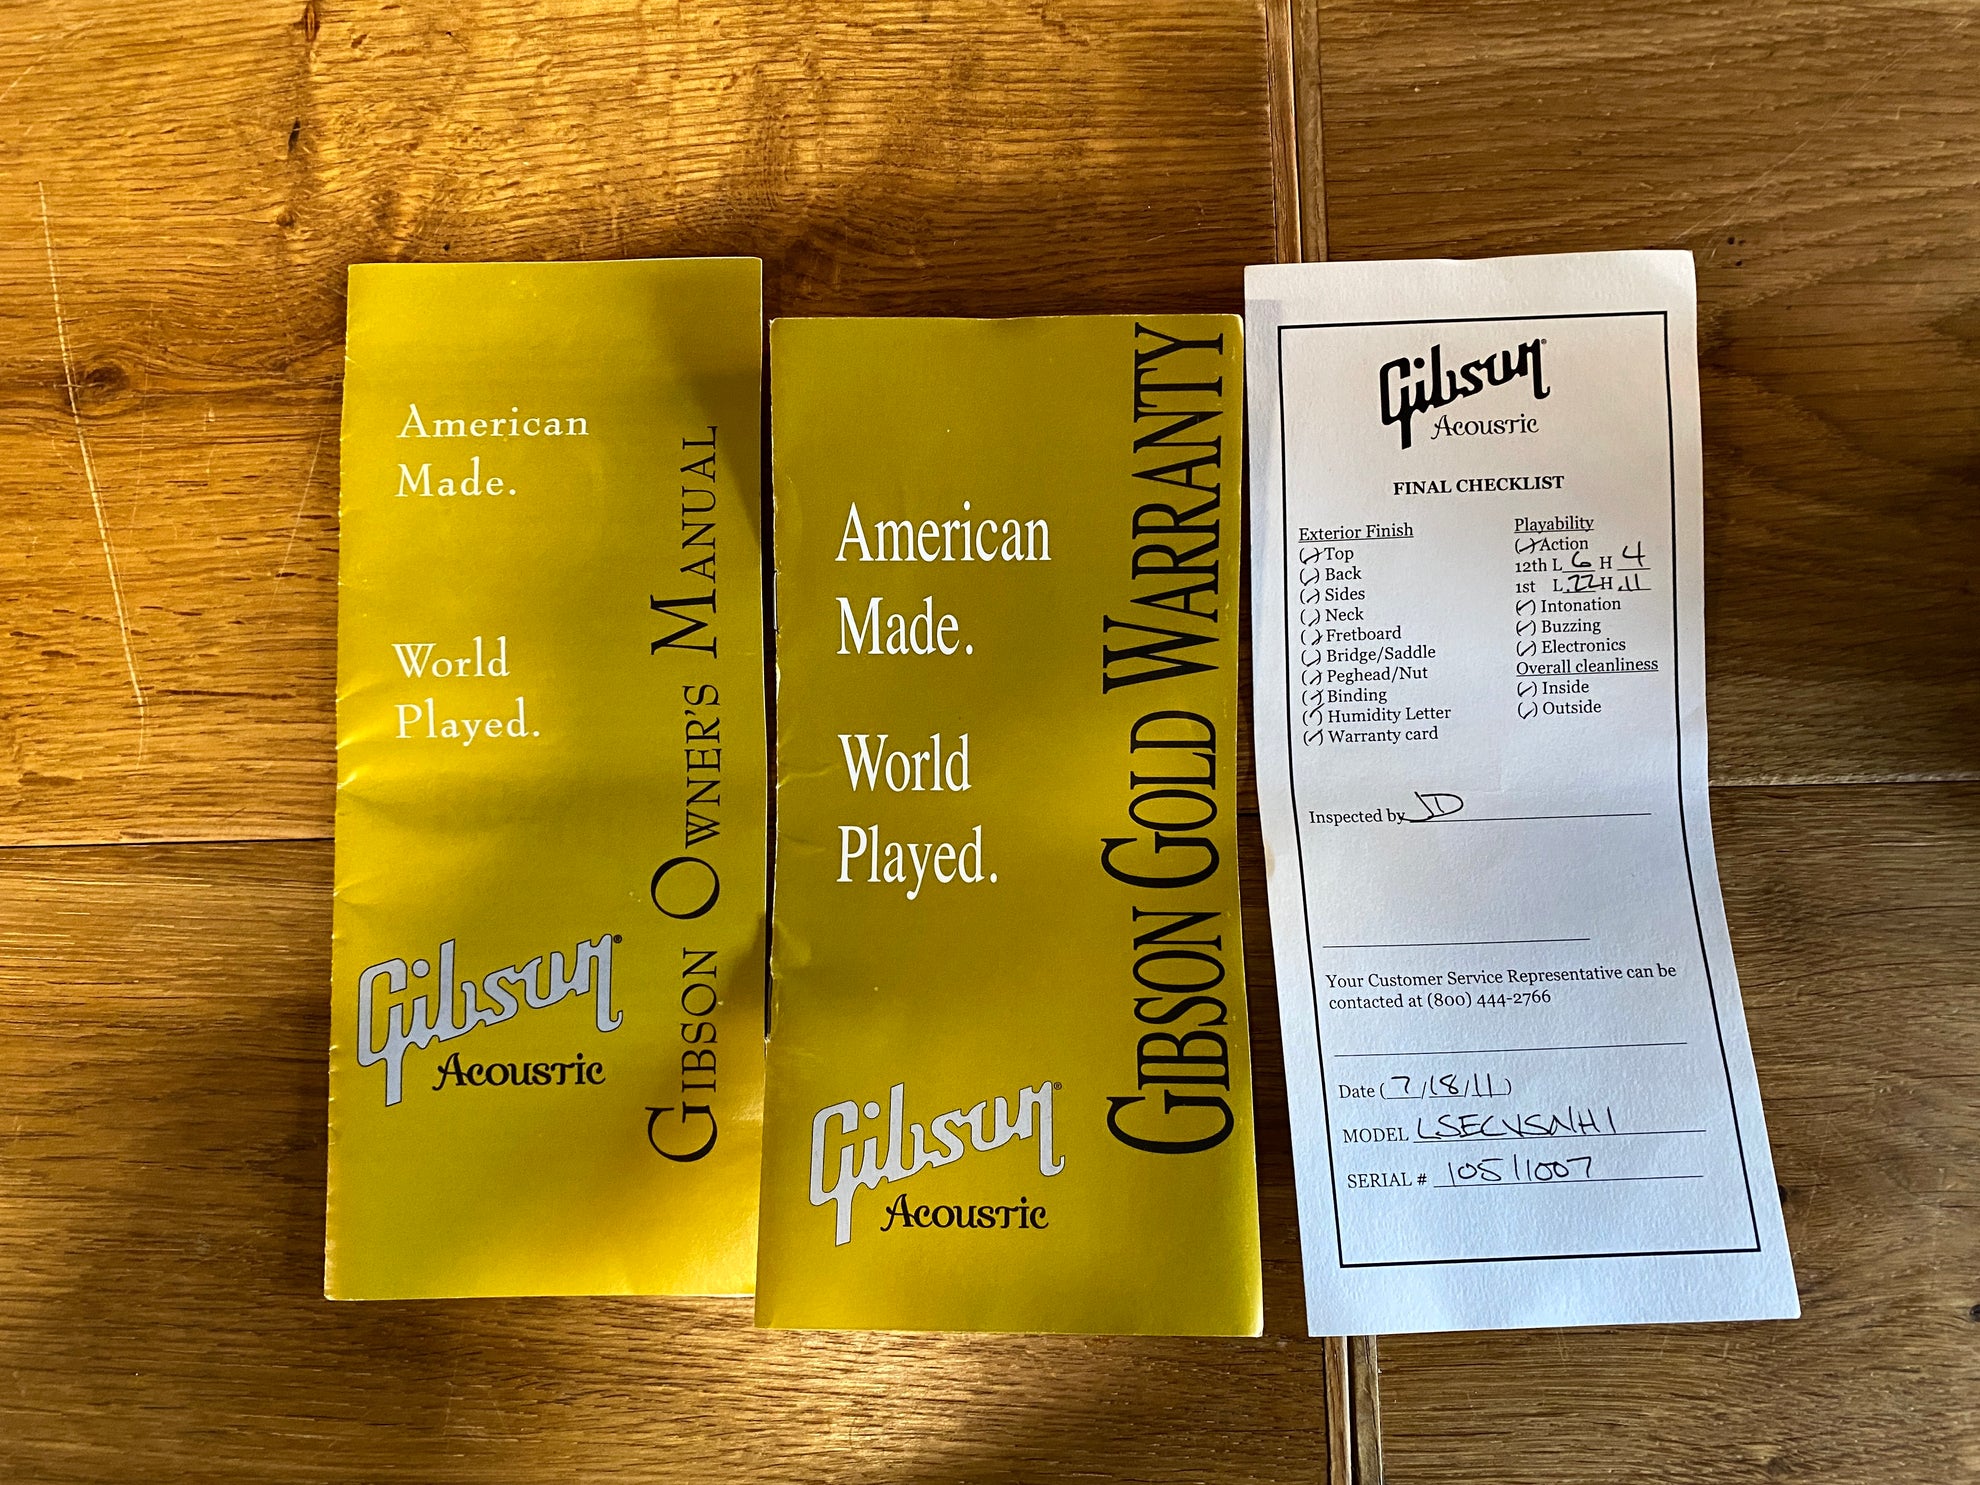 American
Made.
World
Played.
Gibson®
Acoustic
GIBSON OWNER'S MANUAL
American
Made.
World
Played.
Gibson®
Acoustic
GIBSON GOLD WARRANTY
Gibson®
Acoustic
FINAL CHECKLIST
Exterior Finish
(✓) Top
(✓) Back
(✓) Sides
(✓) Neck
(✓) Fretboard
(✓) Bridge/Saddle
(✓) Peghead/Nut
(✓) Binding
(✓) Humidity Letter
(✓) Warranty card
Playability
(✓) Action
12th L 6 H 4
1st L .22 H .11
(✓) Intonation
(✓) Buzzing
(✓) Electronics
Overall cleanliness
(✓) Inside
(✓) Outside
Inspected by JD
Your Customer Service Representative can be
contacted at (800) 444-2766
Date ( 7 /18/11 )
MODEL LSECVSNH1
SERIAL # 10511007